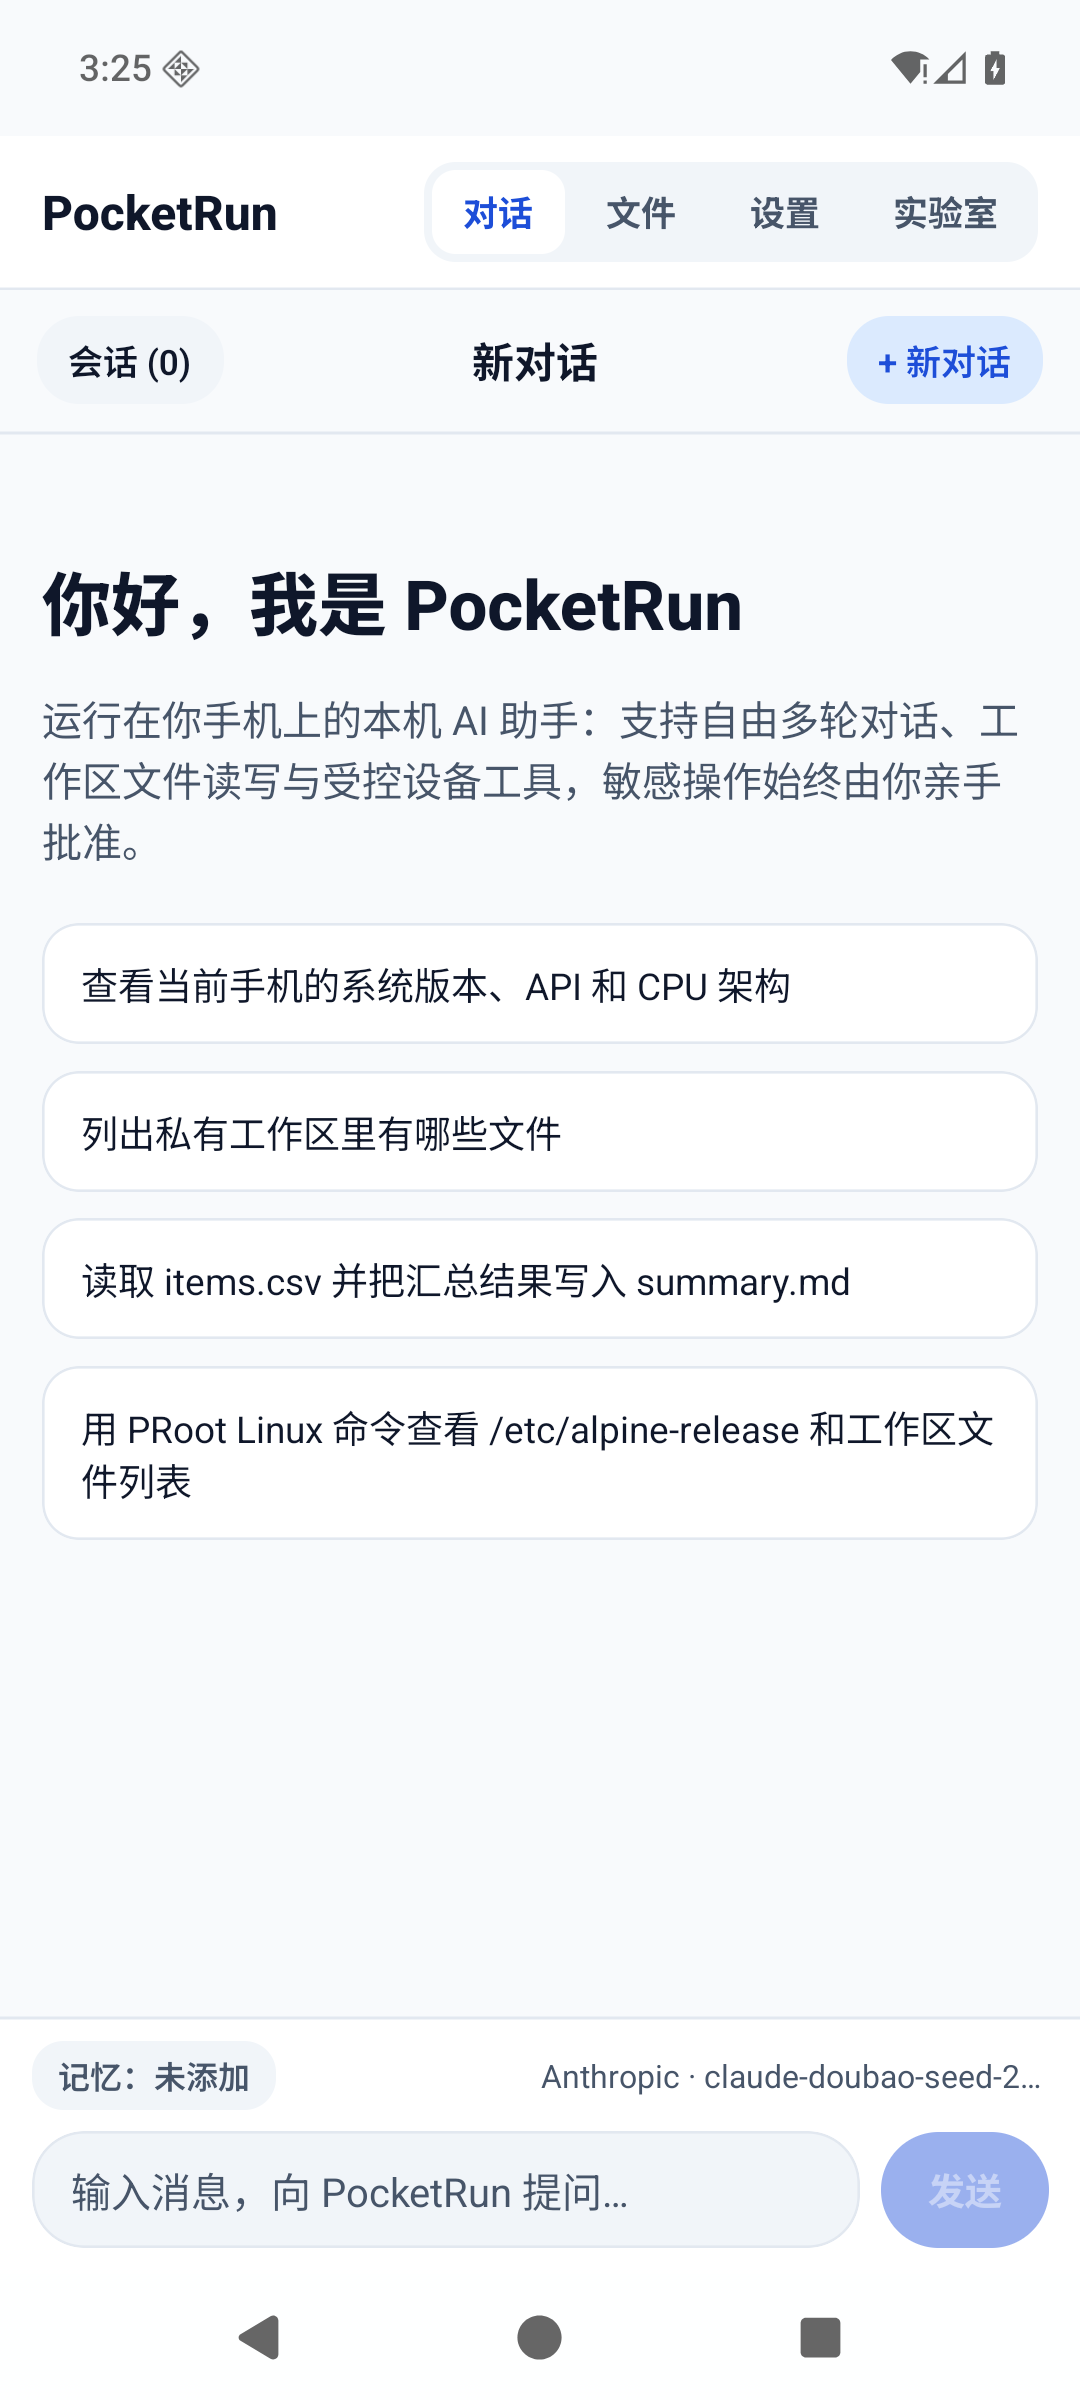 3:25
PocketRun
对话 文件 设置 实验室
会话 (0) 新对话 + 新对话
你好，我是 PocketRun
运行在你手机上的本机 AI 助手：支持自由多轮对话、工
作区文件读写与受控设备工具，敏感操作始终由你亲手
批准。
查看当前手机的系统版本、API 和 CPU 架构
列出私有工作区里有哪些文件
读取 items.csv 并把汇总结果写入 summary.md
用 PRoot Linux 命令查看 /etc/alpine-release 和工作区文
件列表
记忆：未添加 Anthropic · claude-doubao-seed-2...
输入消息，向 PocketRun 提问... 发送